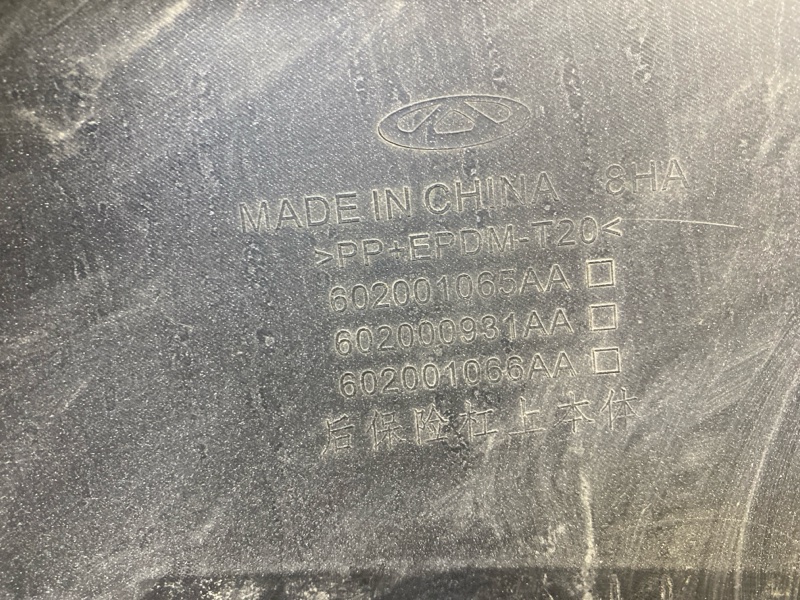 MADE IN CHINA 8HA
>PP+EPDM-T20<
602001065AA □
602000931AA □
602001066AA □
后保险杠上本体